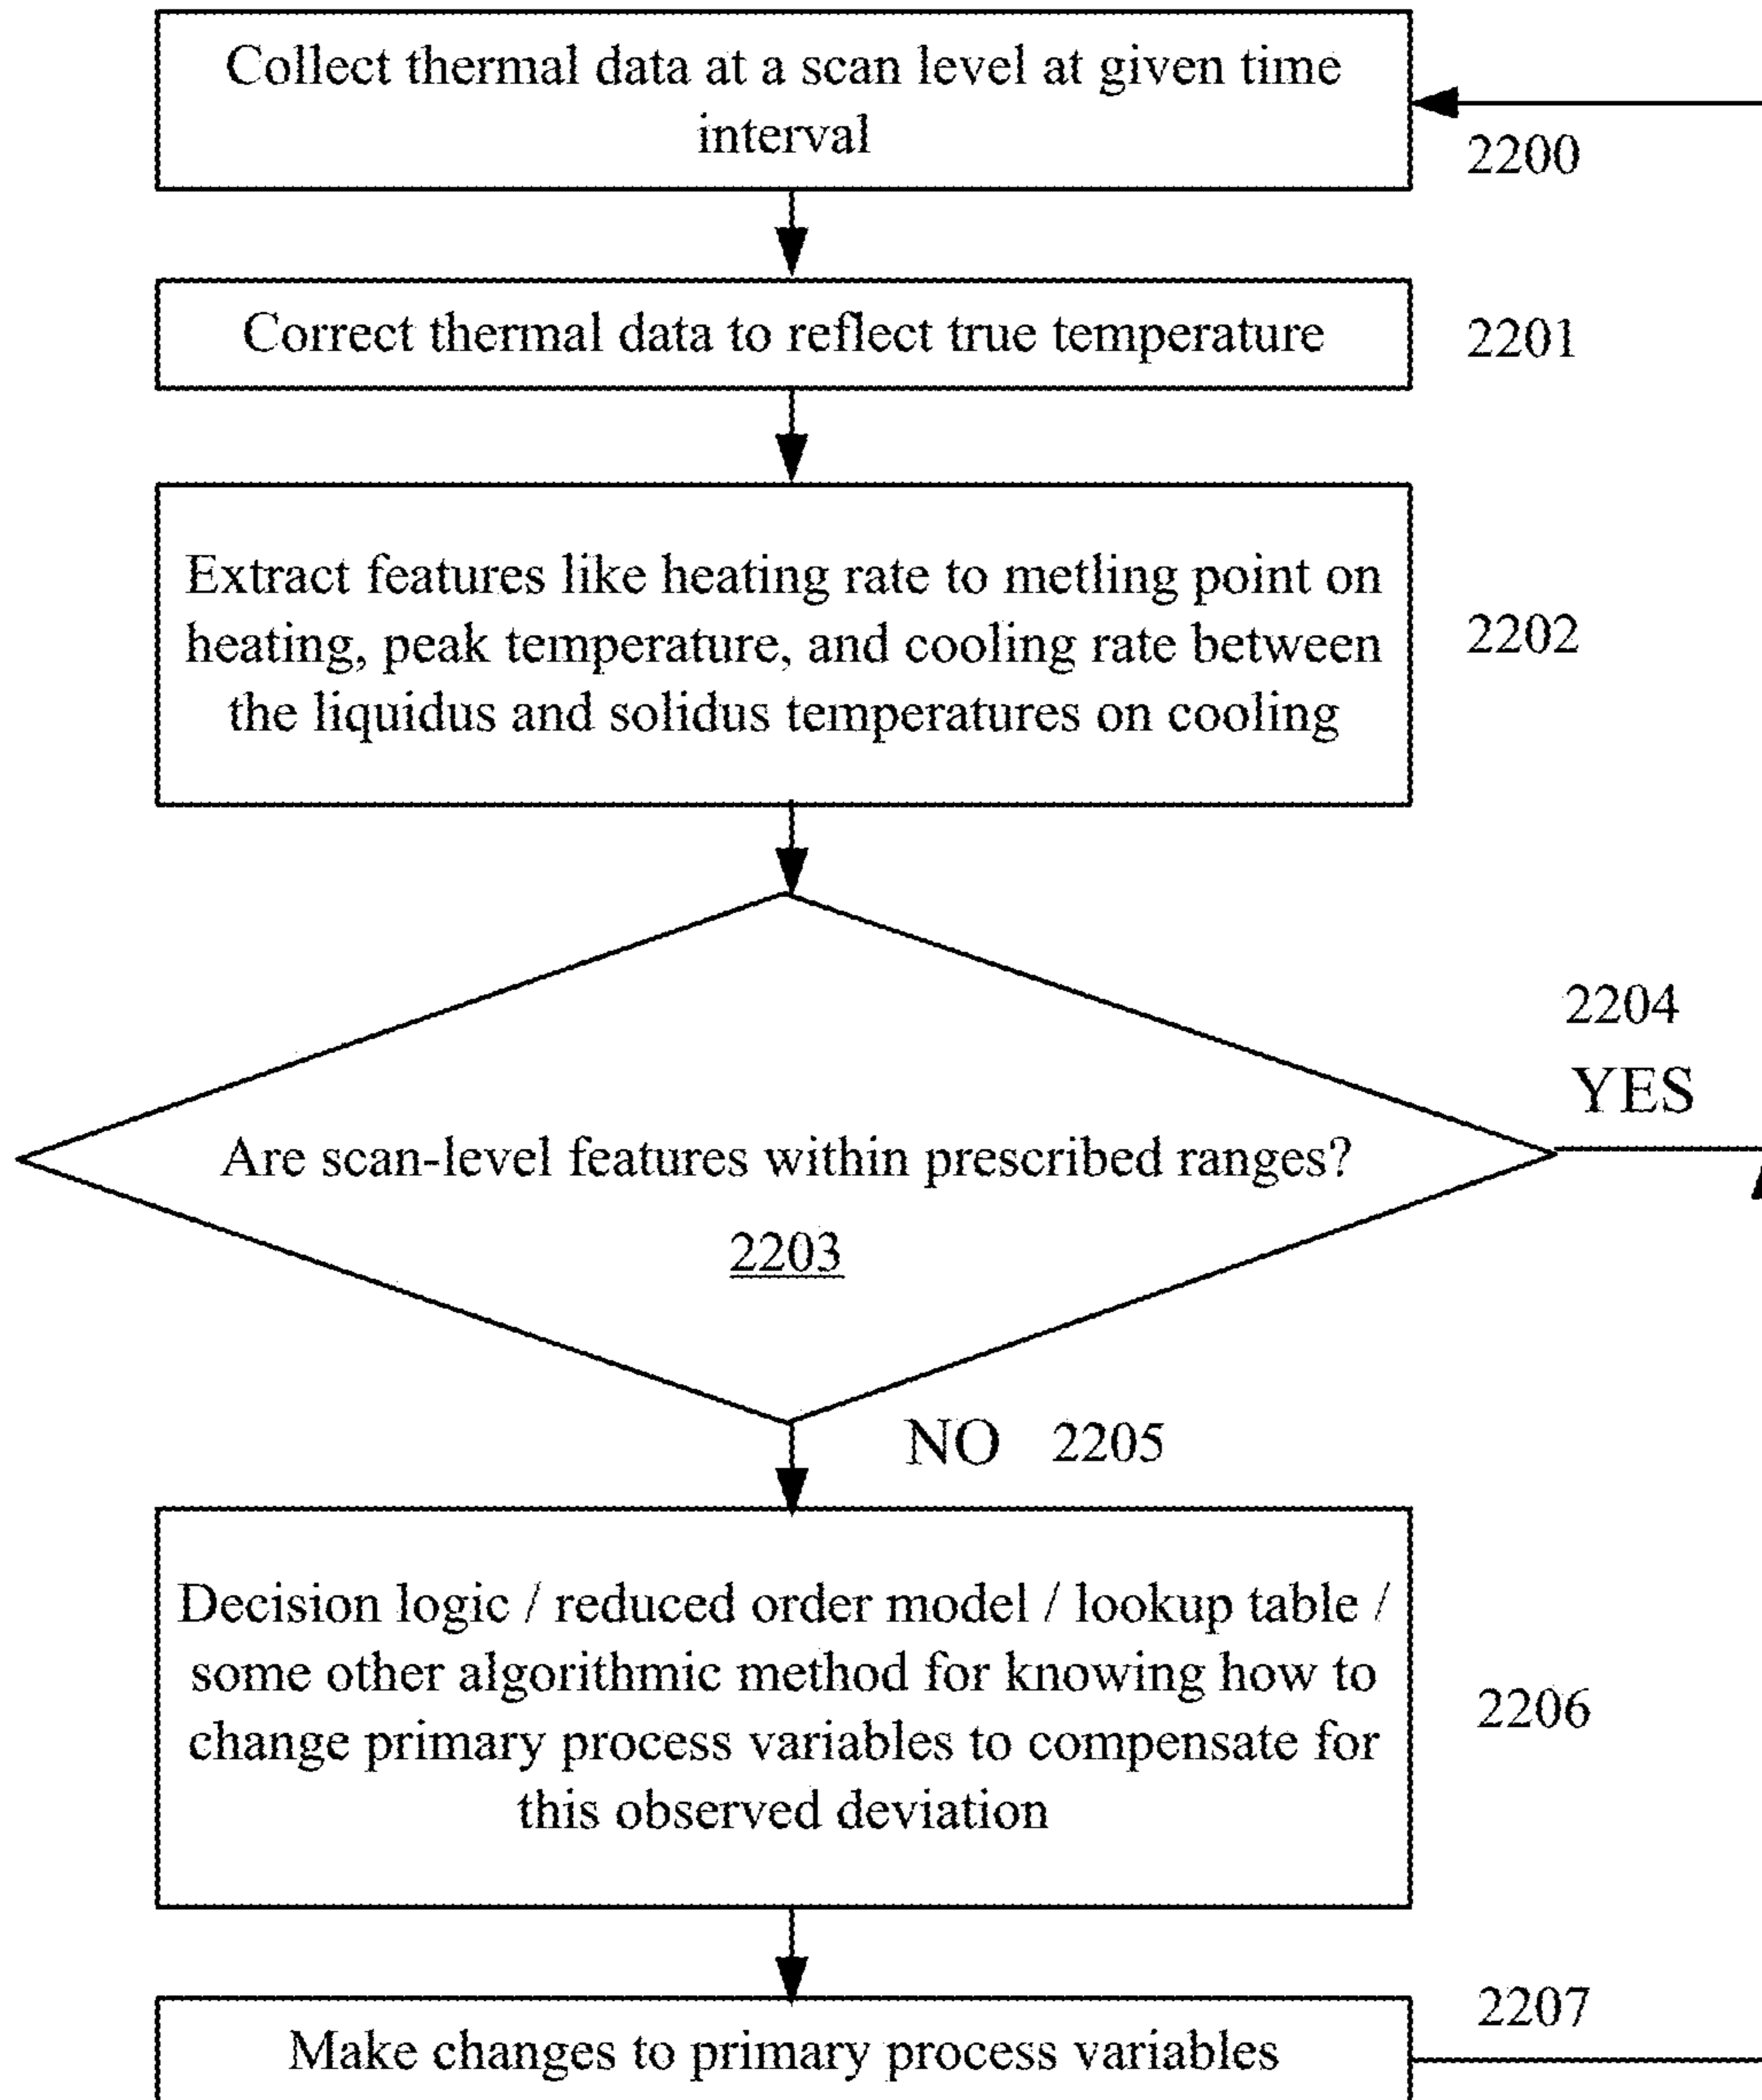 Collect thermal data at a scan level at given time
interval
2200
Correct thermal data to reflect true temperature
2201
Extract features like heating rate to metling point on
heating, peak temperature, and cooling rate between
the liquidus and solidus temperatures on cooling
2202
2204
YES
Are scan-level features within prescribed ranges?
2203
NO 2205
Decision logic / reduced order model / lookup table /
some other algorithmic method for knowing how to
change primary process variables to compensate for
this observed deviation
2206
2207
Make changes to primary process variables